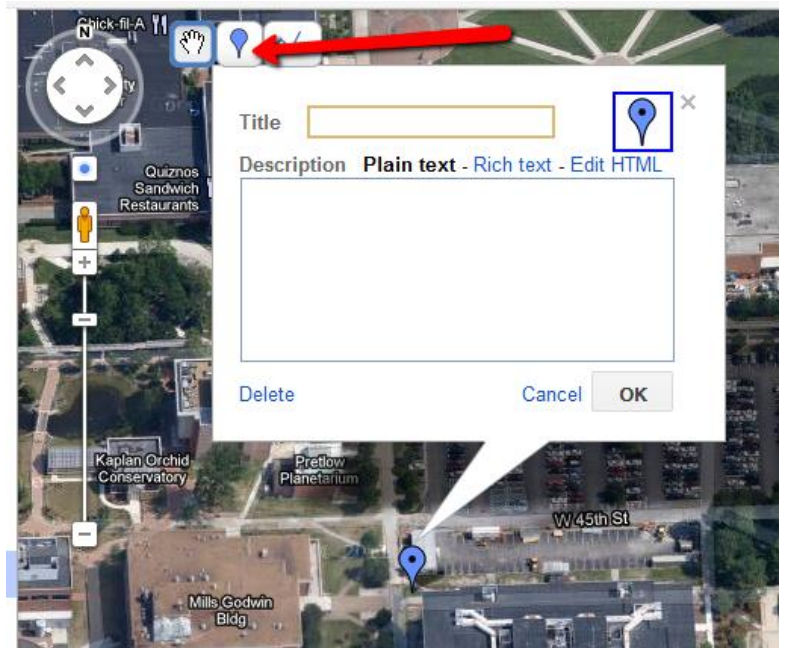 Chick-fil-A
N
Title
Description Plain text - Rich text - Edit HTML
Quiznos
Sandwich
Restaurants
Delete Cancel OK
Kaplan Orchid
Conservatory
Pretlow
Planetarium
W 45th St
Mills Godwin
Bldg